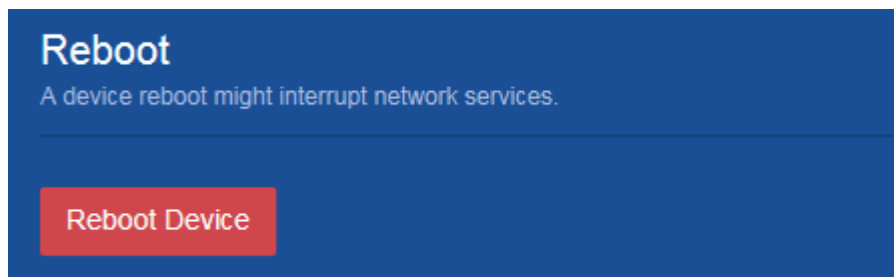 Reboot
A device reboot might interrupt network services.
Reboot Device